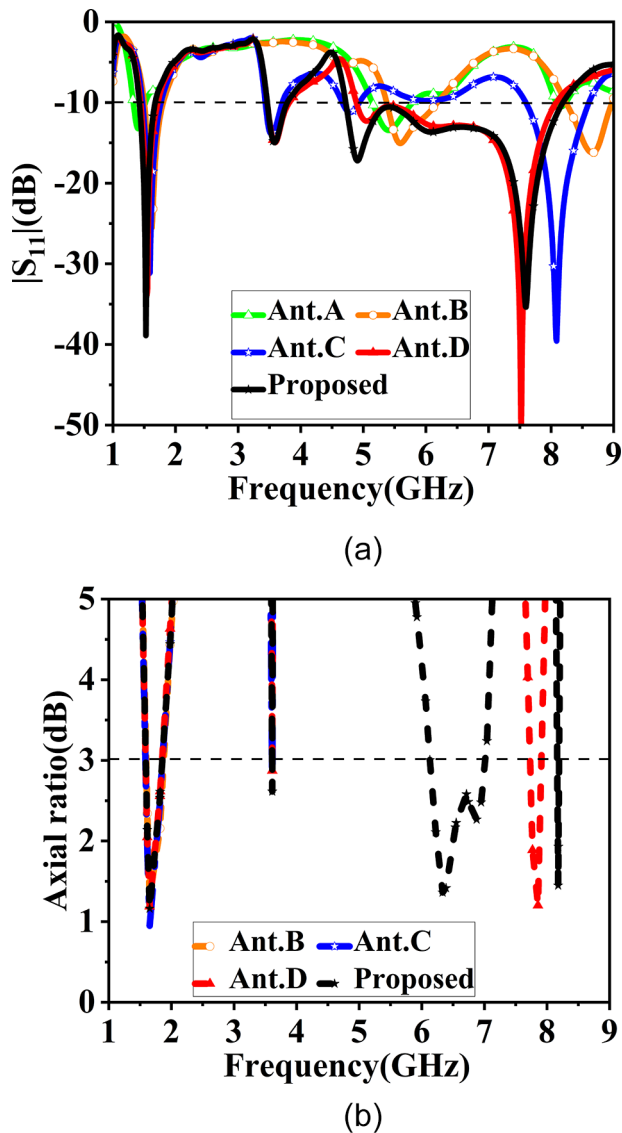 0
-10
-20
-30
-40
-50
|S11|(dB)
Ant.A Ant.B
Ant.C Ant.D
Proposed
1 2 3 4 5 6 7 8 9
Frequency(GHz)
(a)
5
4
3
2
1
0
Axial ratio(dB)
Ant.B Ant.C
Ant.D Proposed
1 2 3 4 5 6 7 8 9
Frequency(GHz)
(b)